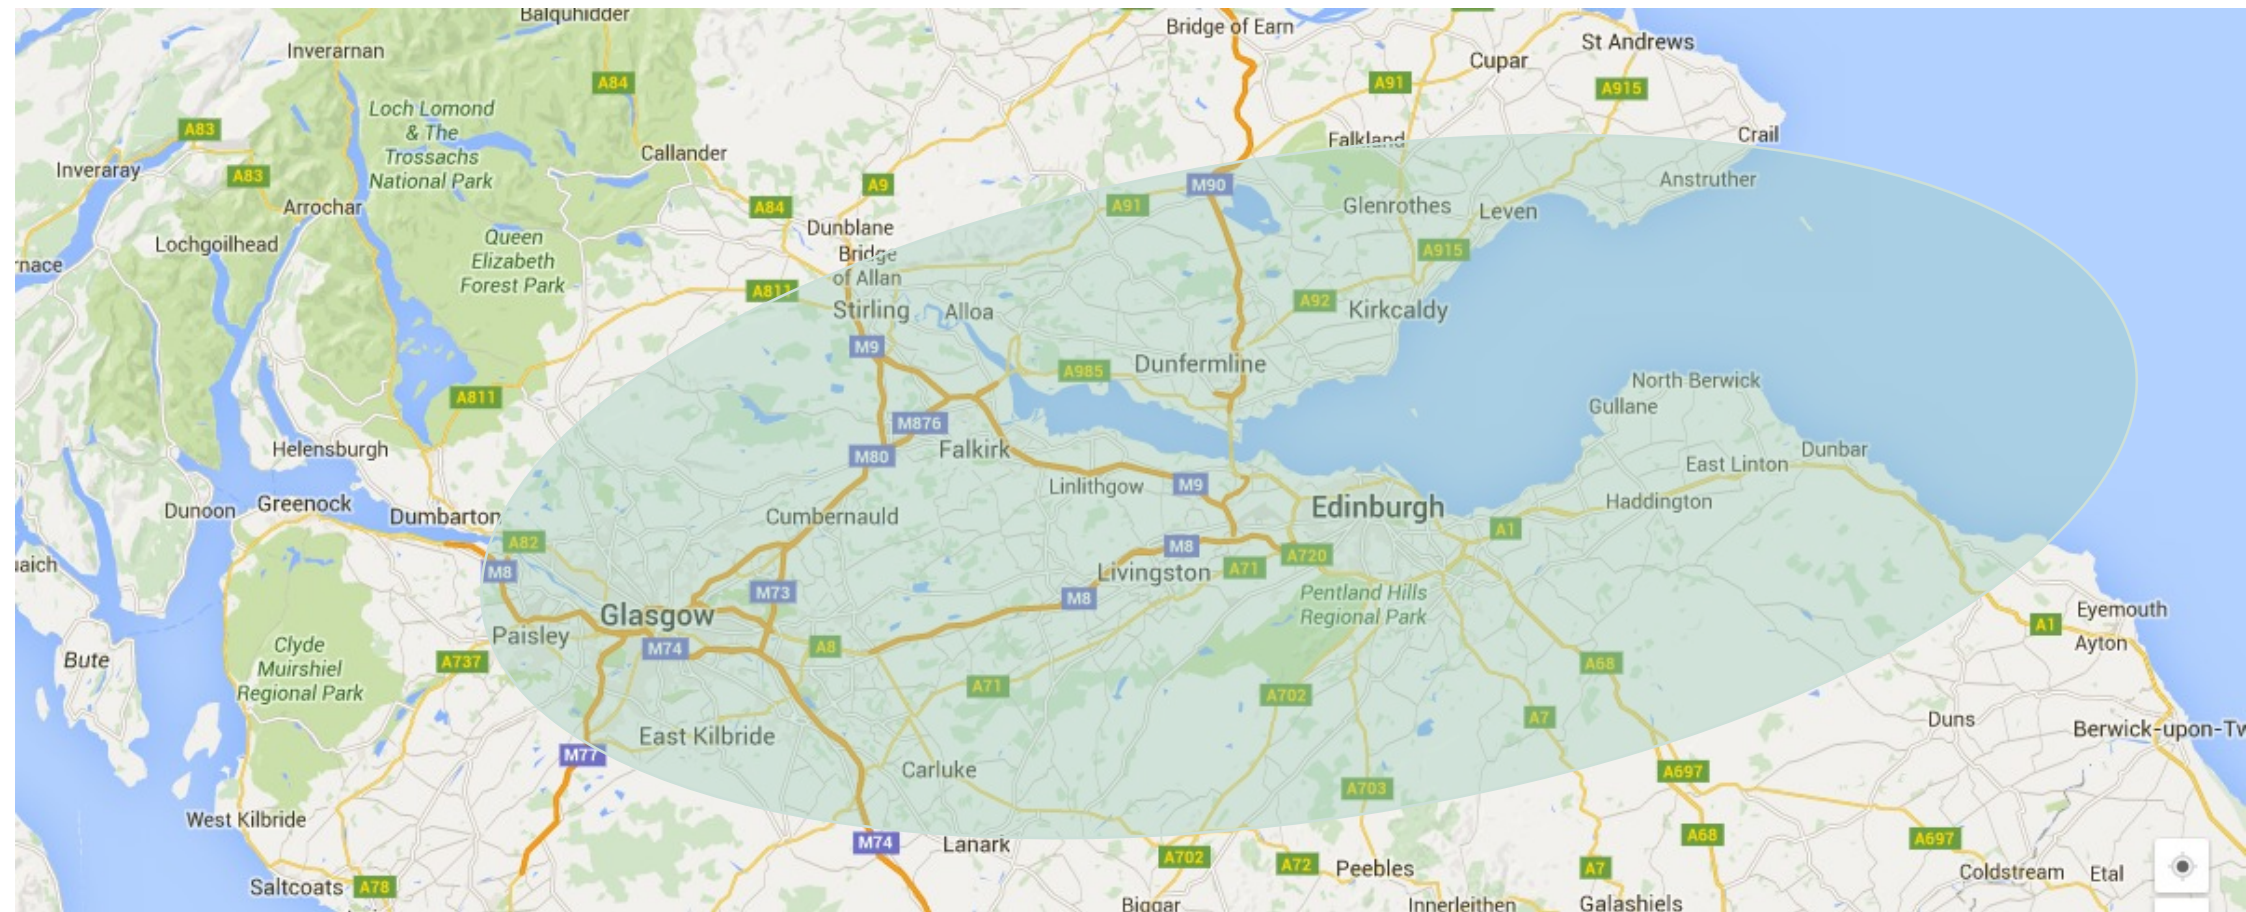 Balquhidder
Bridge of Earn
Inverarnan
St Andrews
Cupar
A84
A91
A915
Loch Lomond
& The
Trossachs
National Park
A83
Crail
Falkland
Callander
Inveraray
A83
A9
M90
Anstruther
Arrochar
A84
A91
Glenrothes
Leven
Dunblane
Lochgoilhead
Queen
Elizabeth
Forest Park
Bridge
of Allan
A915
rnace
A811
A92
Stirling
Alloa
Kirkcaldy
M9
Dunfermline
A985
North Berwick
A811
Gullane
M876
Helensburgh
Falkirk
Dunbar
M80
East Linton
Linlithgow
M9
Dunoon
Greenock
Edinburgh
Haddington
Dumbarton
Cumbernauld
A1
A82
M8
A720
uaich
M8
Livingston
A71
M73
M8
Pentland Hills
Regional Park
Glasgow
Eyemouth
A1
Paisley
M74
A8
Ayton
Clyde
Muirshiel
Regional Park
Bute
A737
A68
A71
A702
A7
Duns
Berwick-upon-Tw
East Kilbride
M77
Carluke
A697
A703
West Kilbride
M74
Lanark
A68
A697
A702
A72
Peebles
A7
Coldstream
Etal
Saltcoats
A78
Biggar
Innerleithen
Galashiels